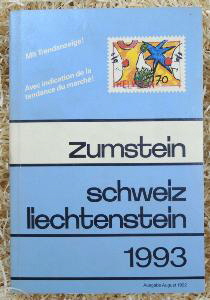 Mit Trendanzeige!
Avec indication de la
tendance du marché!
HELVETIA
70
zumstein
schweiz
liechtenstein
1993
Ausgabe August 1992